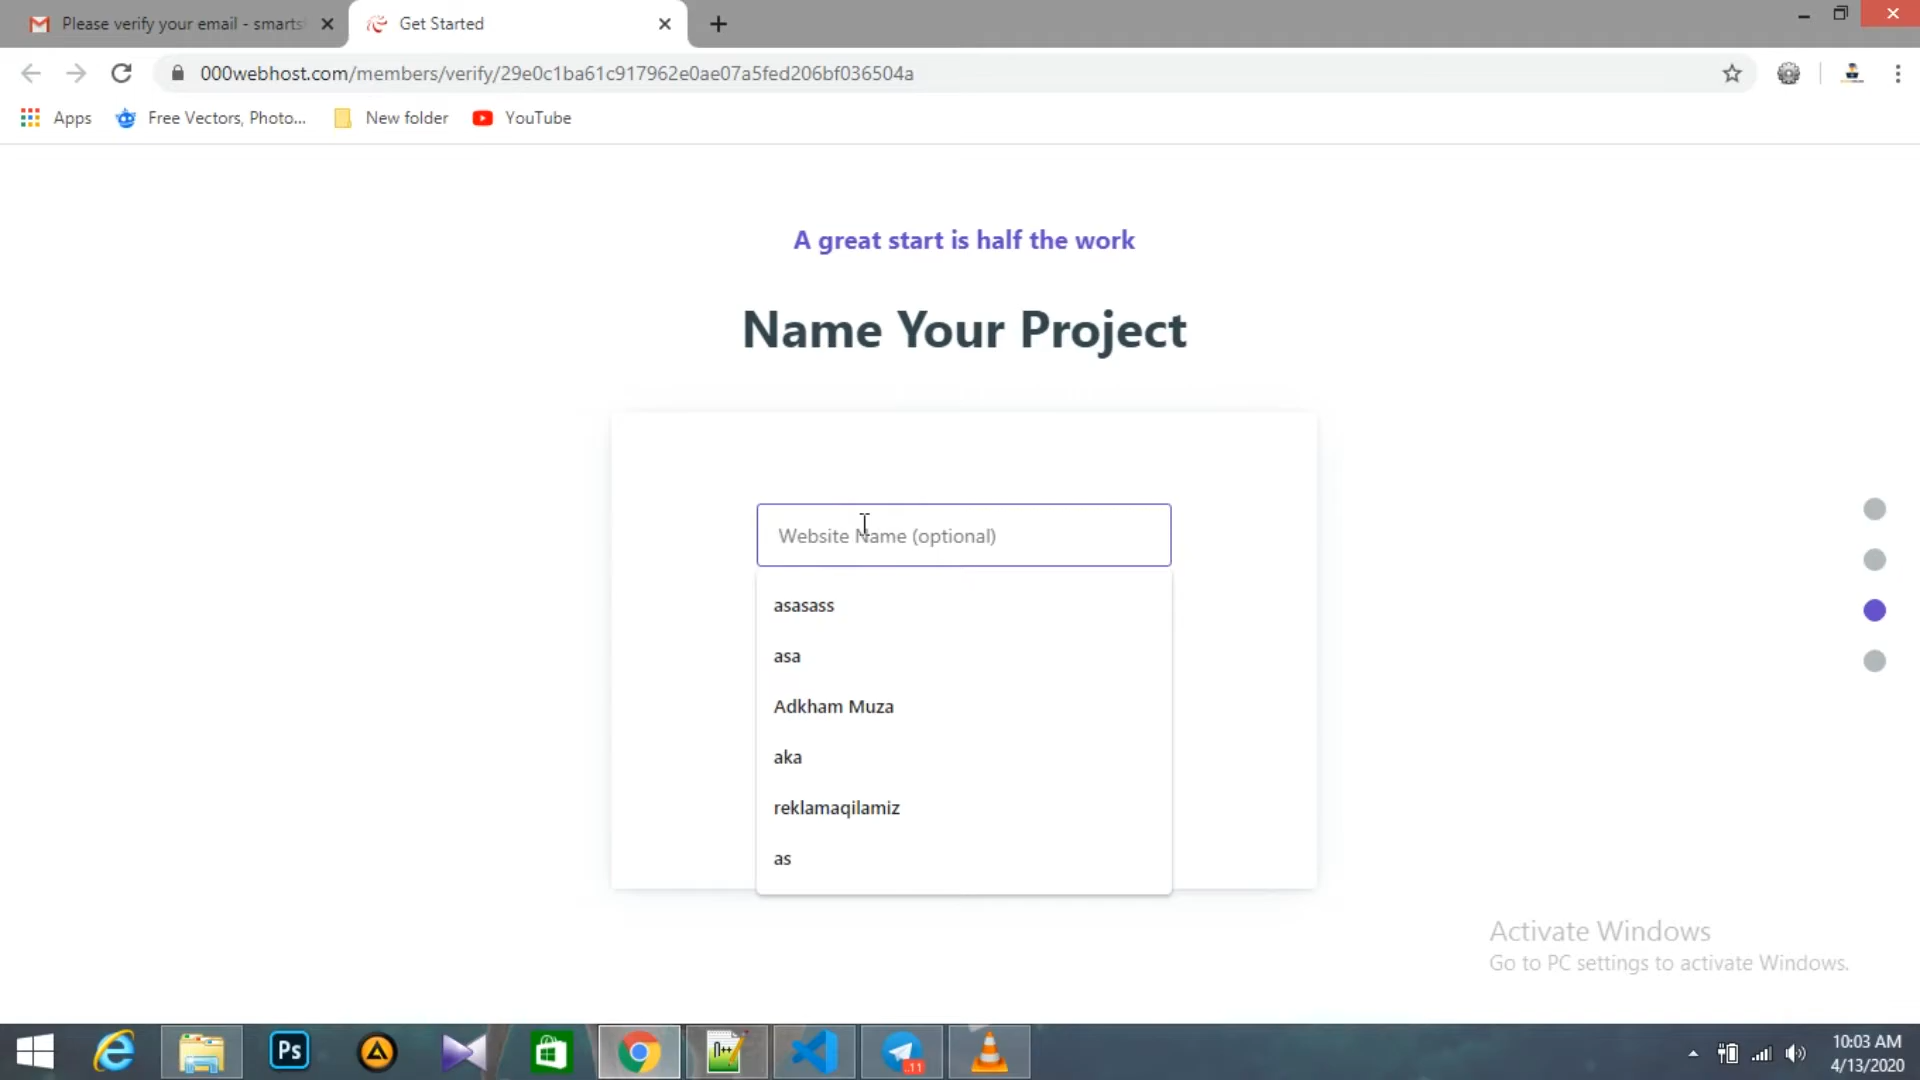 Please verify your email - smarts
Get Started
000webhost.com/members/verify/29e0c1ba61c917962e0ae07a5fed206bf036504a
Apps
Free Vectors, Photo...
New folder
YouTube
A great start is half the work
Name Your Project
Website Name (optional)
asasass
asa
Adkham Muza
aka
reklamaqilamiz
as
Activate Windows
Go to PC settings to activate Windows.
Ps
n++
.11
10:03 AM
4/13/2020